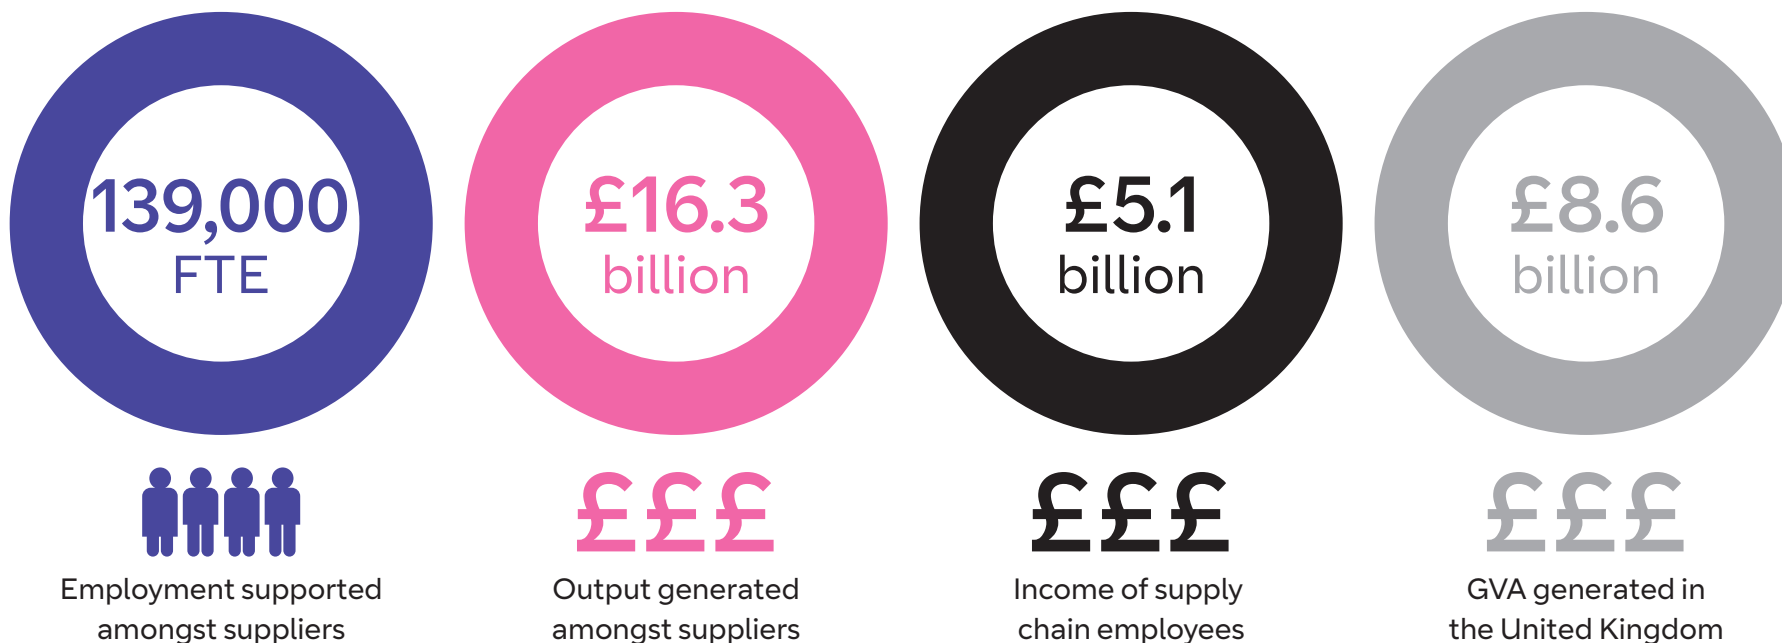 139,000
FTE
£16.3
billion
£5.1
billion
£8.6
billion
£££
£££
£££
Employment supported
amongst suppliers
Output generated
amongst suppliers
Income of supply
chain employees
GVA generated in
the United Kingdom